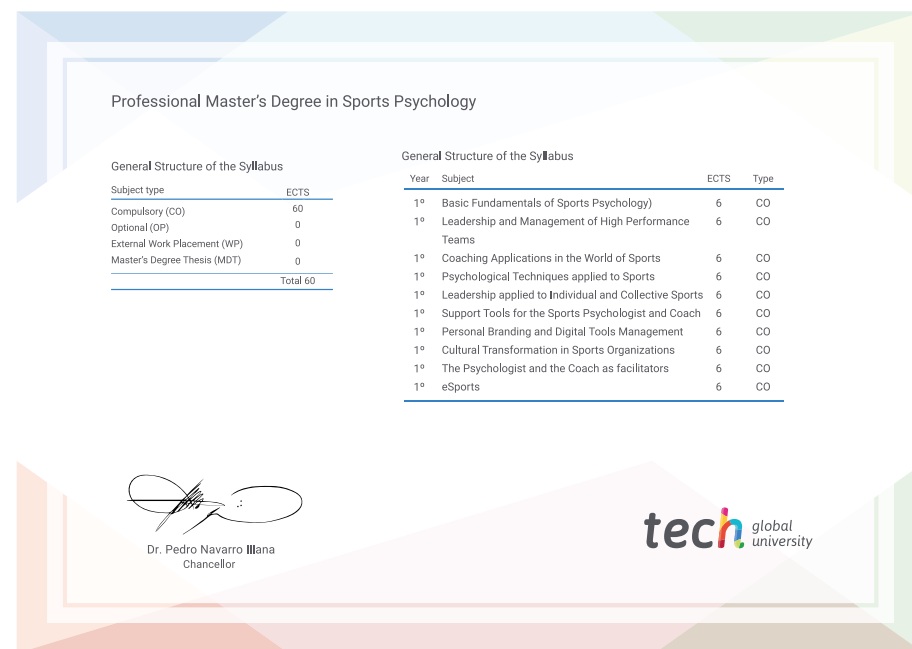 Professional Master's Degree in Sports Psychology
General Structure of the Syllabus
Subject type ECTS
Compulsory (CO) 60
Optional (OP) 0
External Work Placement (WP) 0
Master's Degree Thesis (MDT) 0
Total 60
General Structure of the Syllabus
Year Subject ECTS Type
1º Basic Fundamentals of Sports Psychology) 6 CO
1º Leadership and Management of High Performance 6 CO
Teams
1º Coaching Applications in the World of Sports 6 CO
1º Psychological Techniques applied to Sports 6 CO
1º Leadership applied to Individual and Collective Sports 6 CO
1º Support Tools for the Sports Psychologist and Coach 6 CO
1º Personal Branding and Digital Tools Management 6 CO
1º Cultural Transformation in Sports Organizations 6 CO
1º The Psychologist and the Coach as facilitators 6 CO
1º eSports 6 CO
Dr. Pedro Navarro Illana
Chancellor
tech global
university